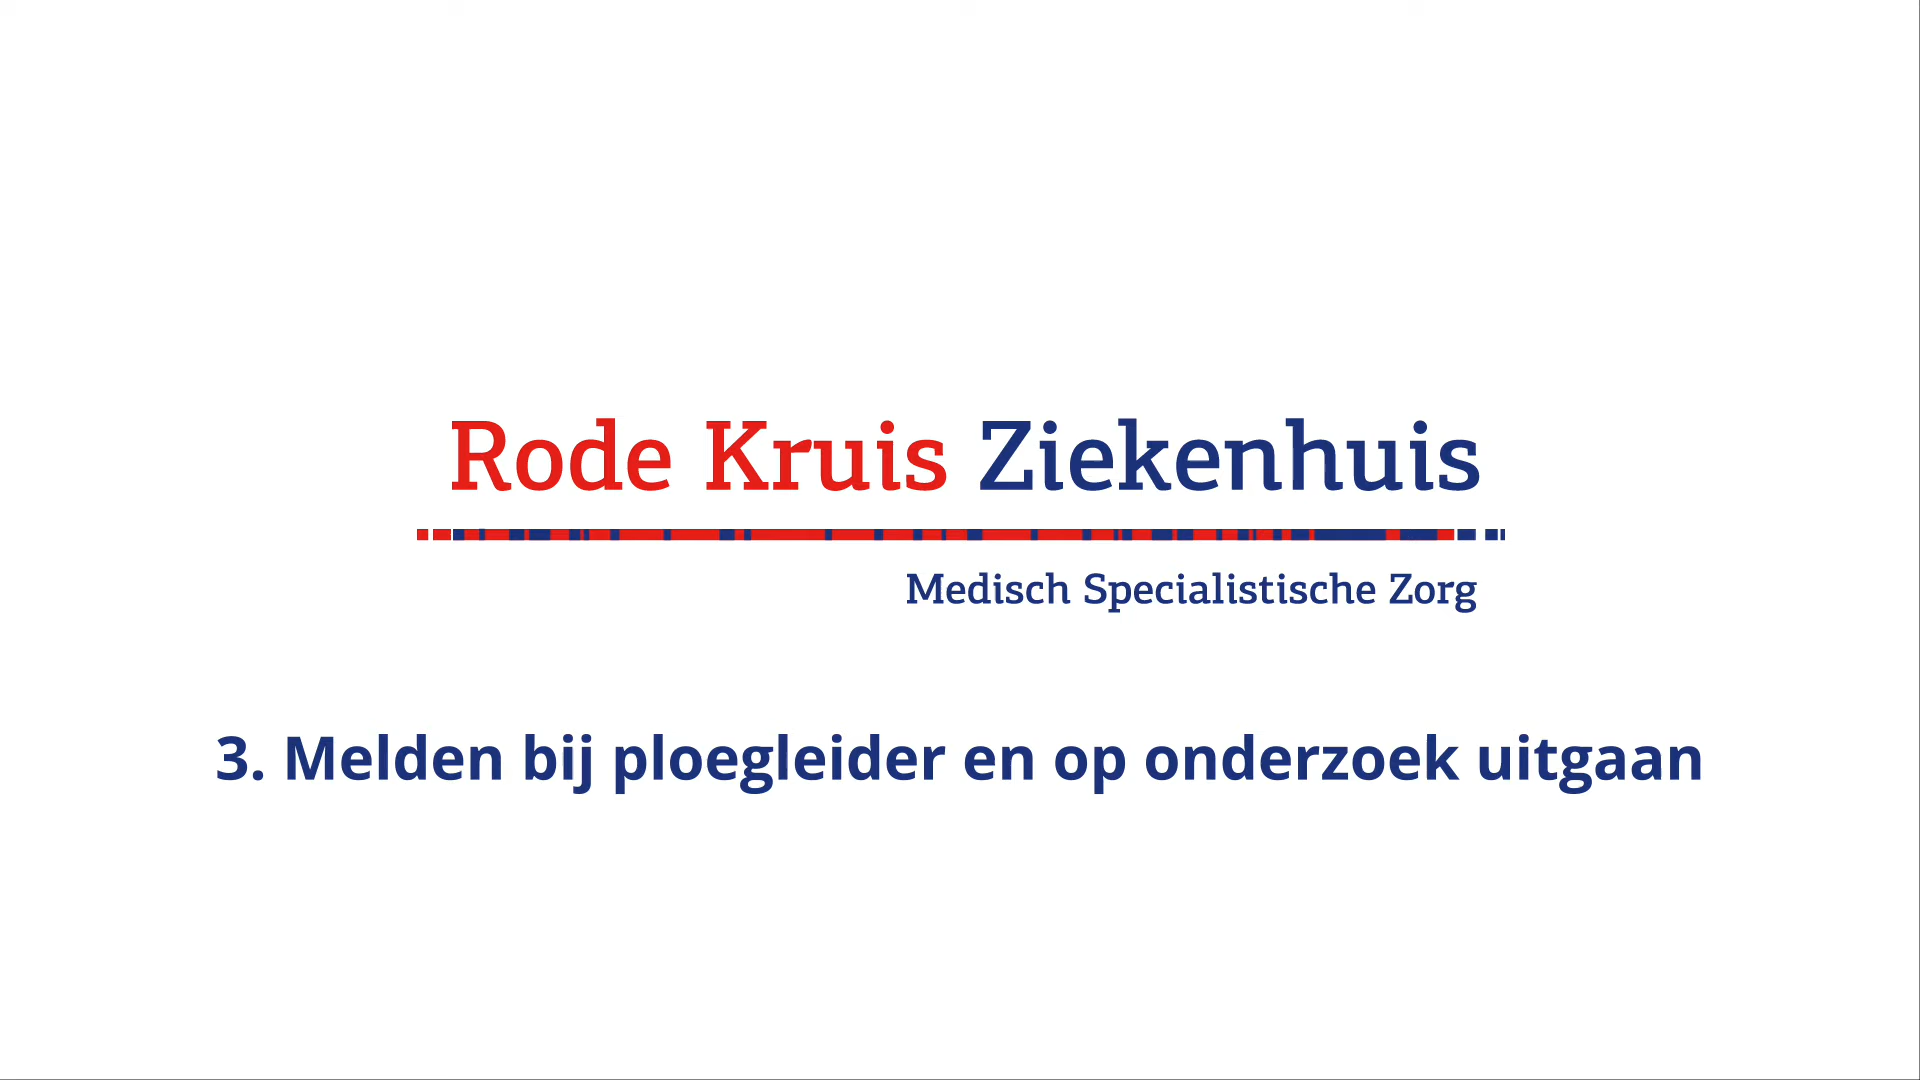 Rode Kruis Ziekenhuis
Medisch Specialistische Zorg
3. Melden bij ploegleider en op onderzoek uitgaan